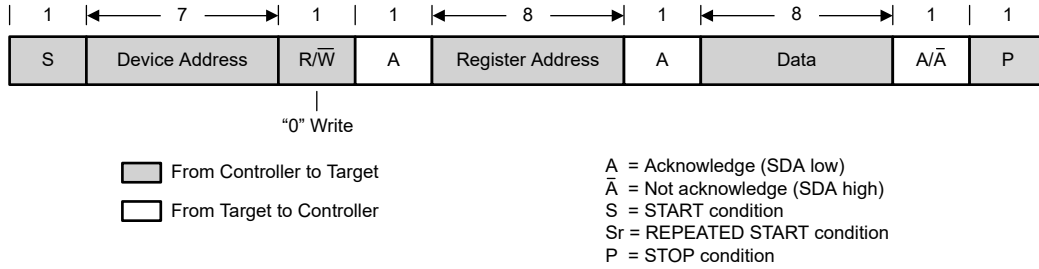 1 7 1 1 8 1 8 1 1
S Device Address R/W̅ A Register Address A Data A/A̅ P
“0” Write
From Controller to Target
From Target to Controller
A = Acknowledge (SDA low)
A̅ = Not acknowledge (SDA high)
S = START condition
Sr = REPEATED START condition
P = STOP condition